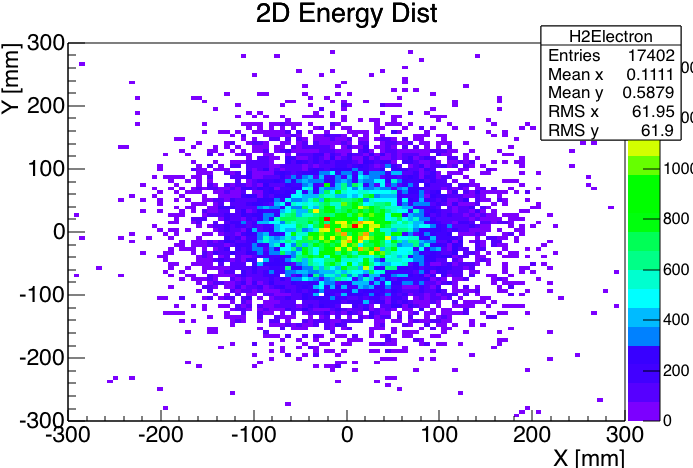 2D Energy Dist
H2Electron
Entries 17402
Mean x 0.1111
Mean y 0.5879
RMS x 61.95
RMS y 61.9
Y [mm]
300
200
100
0
-100
-200
-300
-300 -200 -100 0 100 200 300
X [mm]
00
00
1000
800
600
400
200
0